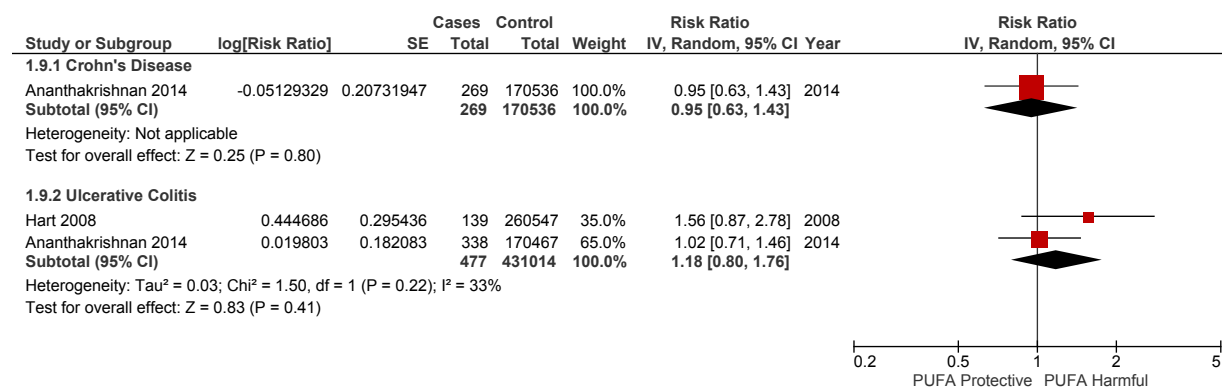 Cases Control Risk Ratio Risk Ratio
Study or Subgroup log[Risk Ratio] SE Total Total Weight IV, Random, 95% CI Year IV, Random, 95% CI
1.9.1 Crohn's Disease
Ananthakrishnan 2014 -0.05129329 0.20731947 269 170536 100.0% 0.95 [0.63, 1.43] 2014
Subtotal (95% CI) 269 170536 100.0% 0.95 [0.63, 1.43]
Heterogeneity: Not applicable
Test for overall effect: Z = 0.25 (P = 0.80)
1.9.2 Ulcerative Colitis
Hart 2008 0.444686 0.295436 139 260547 35.0% 1.56 [0.87, 2.78] 2008
Ananthakrishnan 2014 0.019803 0.182083 338 170467 65.0% 1.02 [0.71, 1.46] 2014
Subtotal (95% CI) 477 431014 100.0% 1.18 [0.80, 1.76]
Heterogeneity: Tau² = 0.03; Chi² = 1.50, df = 1 (P = 0.22); I² = 33%
Test for overall effect: Z = 0.83 (P = 0.41)
0.2 0.5 1 2 5
PUFA Protective PUFA Harmful